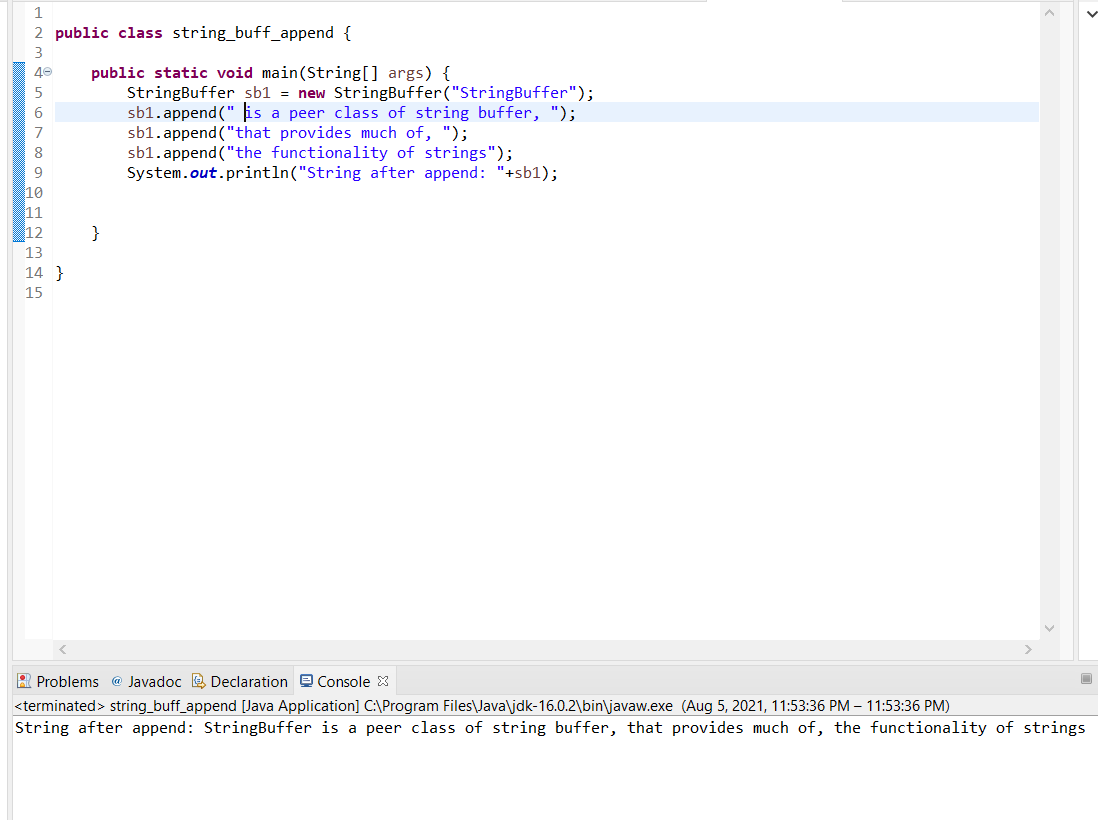 1
2 public class string_buff_append {
3
4 public static void main(String[] args) {
5 StringBuffer sb1 = new StringBuffer("StringBuffer");
6 sb1.append(" is a peer class of string buffer, ");
7 sb1.append("that provides much of, ");
8 sb1.append("the functionality of strings");
9 System.out.println("String after append: "+sb1);
10
11
12 }
13
14 }
15
Problems @ Javadoc Declaration Console
<terminated> string_buff_append [Java Application] C:\Program Files\Java\jdk-16.0.2\bin\javaw.exe (Aug 5, 2021, 11:53:36 PM – 11:53:36 PM)
String after append: StringBuffer is a peer class of string buffer, that provides much of, the functionality of strings